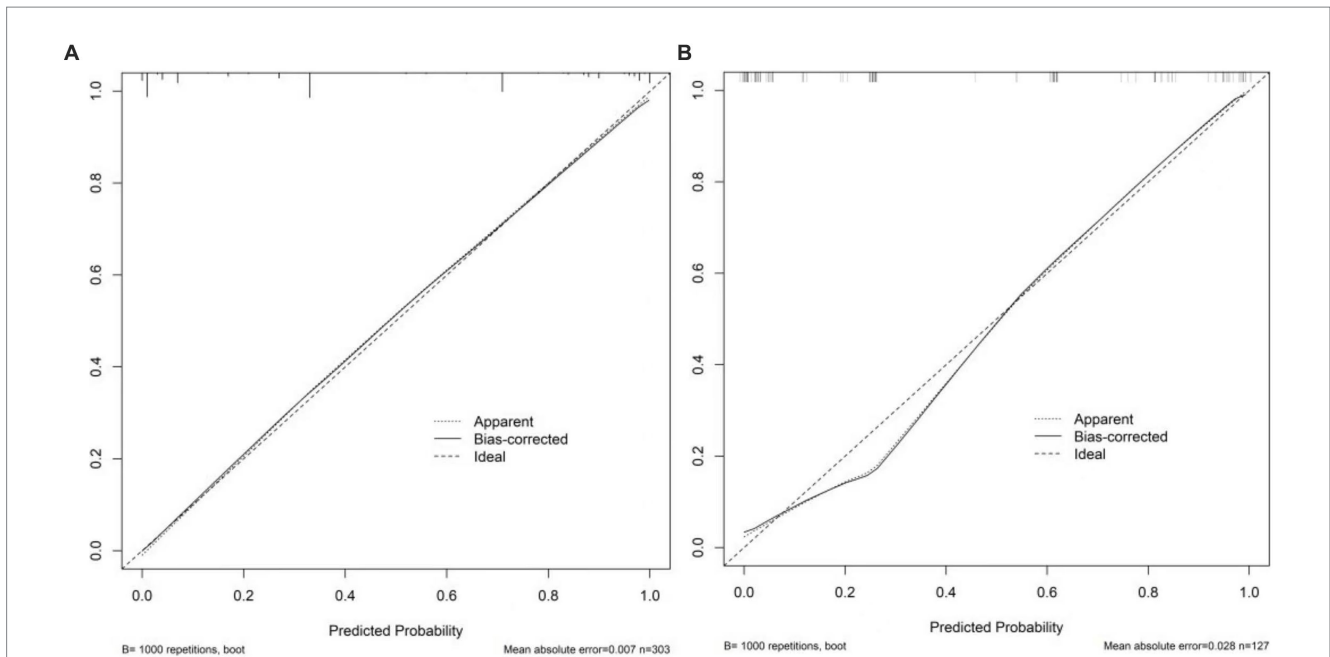 A
1.0
0.8
0.6
0.4
0.2
0.0
Apparent
Bias-corrected
Ideal
0.0 0.2 0.4 0.6 0.8 1.0
Predicted Probability
B= 1000 repetitions, boot
Mean absolute error=0.007 n=303
B
1.0
0.8
0.6
0.4
0.2
0.0
Apparent
Bias-corrected
Ideal
0.0 0.2 0.4 0.6 0.8 1.0
Predicted Probability
B= 1000 repetitions, boot
Mean absolute error=0.028 n=127